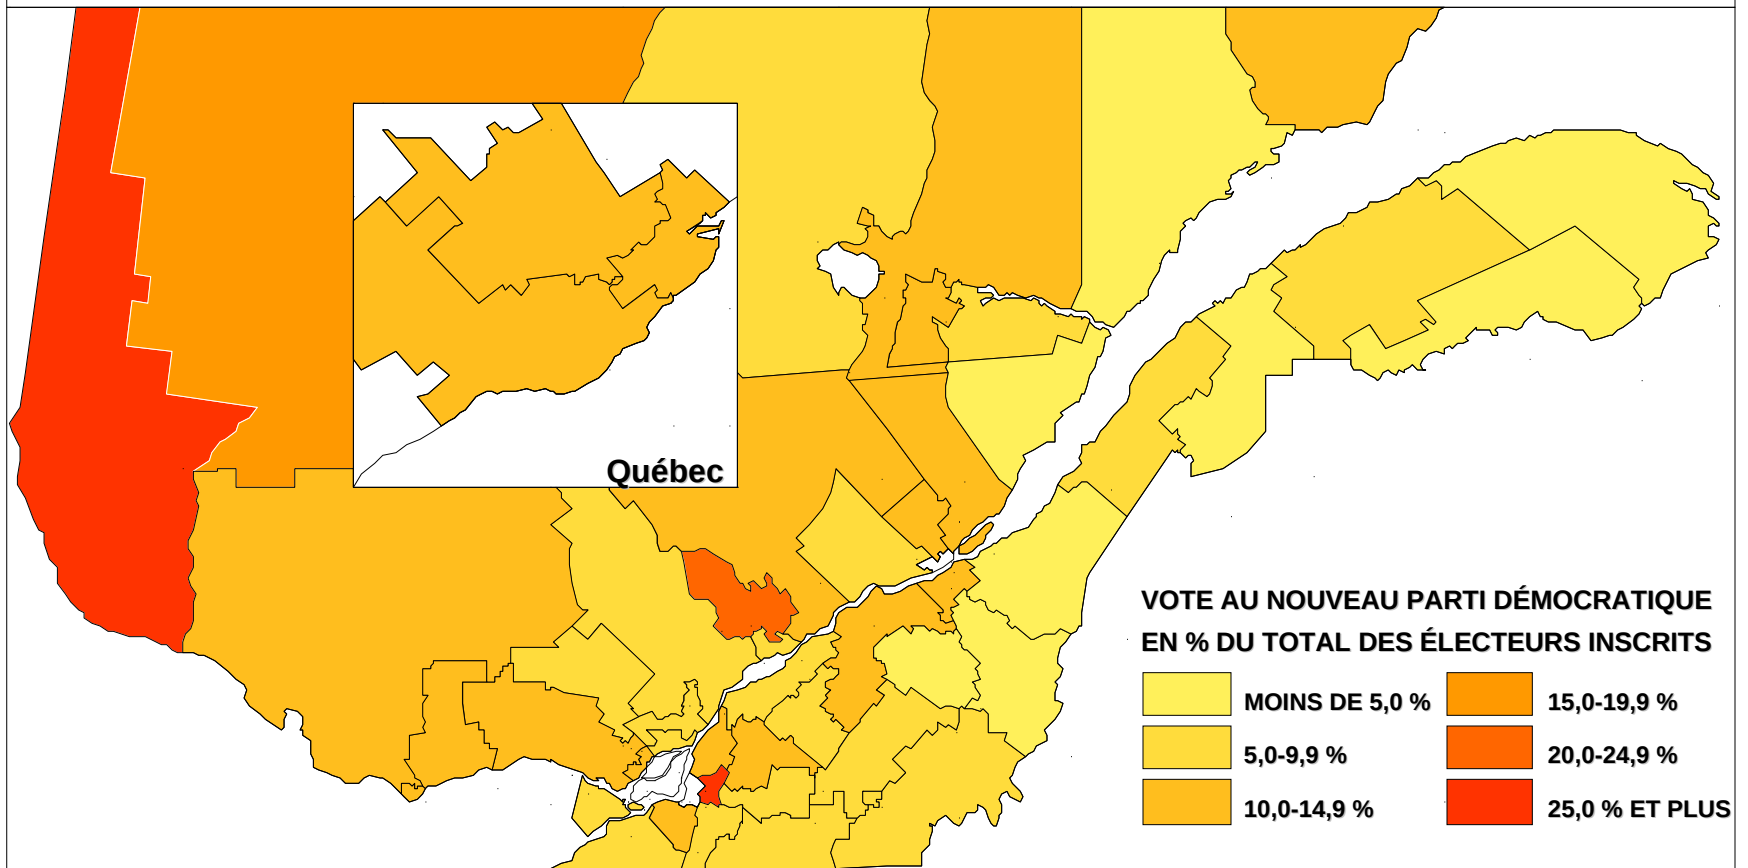 Québec
VOTE AU NOUVEAU PARTI DÉMOCRATIQUE
EN % DU TOTAL DES ÉLECTEURS INSCRITS
MOINS DE 5,0 %
5,0-9,9 %
10,0-14,9 %
15,0-19,9 %
20,0-24,9 %
25,0 % ET PLUS